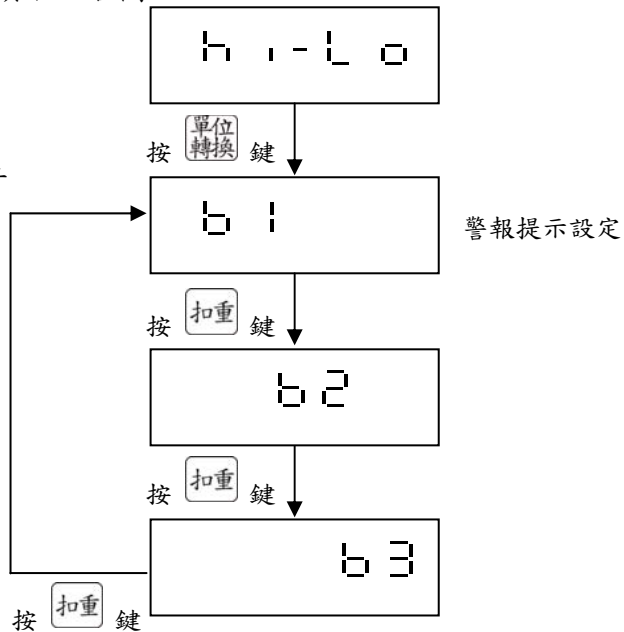 hi-Lo
按 單位轉換 鍵
b1
警報提示設定
按 扣重 鍵
b2
按 扣重 鍵
b3
按 扣重 鍵